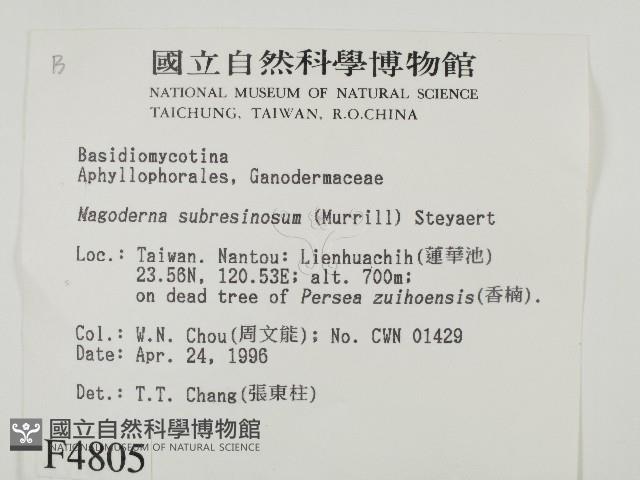 B
國立自然科學博物館
NATIONAL MUSEUM OF NATURAL SCIENCE
TAICHUNG, TAIWAN, R.O.CHINA
Basidiomycotina
Aphyllophorales, Ganodermaceae
Magoderna subresinosum (Murrill) Steyaert
Loc.: Taiwan. Nantou: Lienhuachih(蓮華池)
23.56N, 120.53E; alt. 700m;
on dead tree of Persea zuihoensis(香楠).
Col.: W.N. Chou(周文能); No. CWN 01429
Date: Apr. 24, 1996
Det.: T.T. Chang(張東柱)
國立自然科學博物館
NATIONAL MUSEUM OF NATURAL SCIENCE
F4805